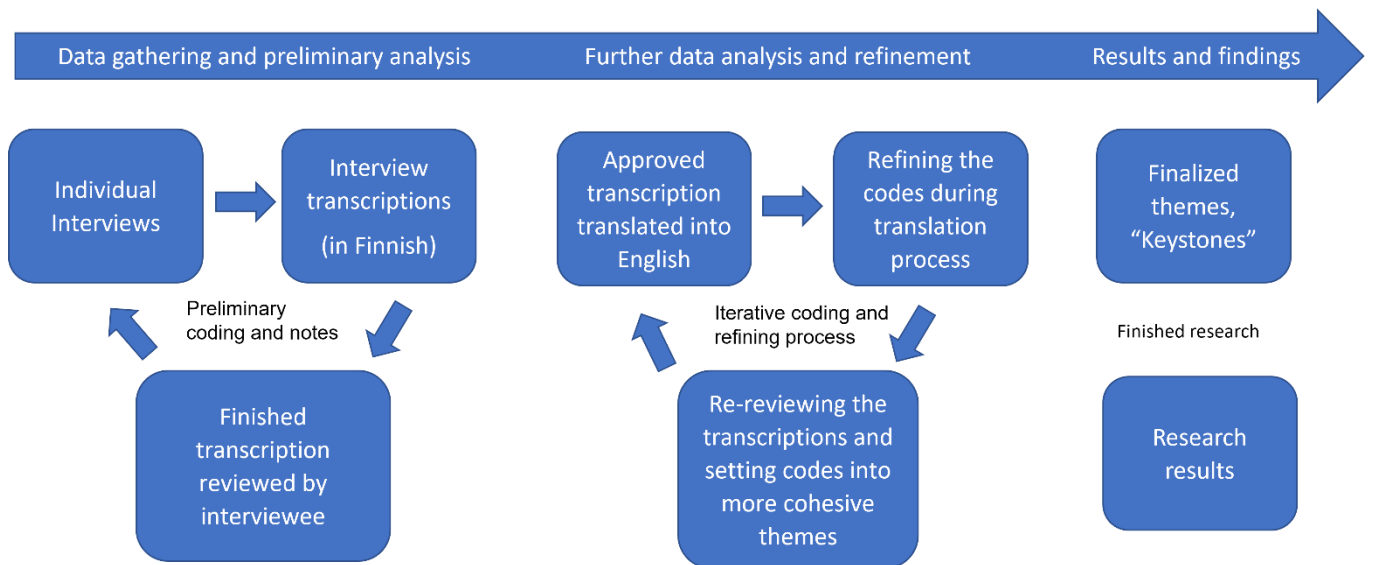 Data gathering and preliminary analysis
Further data analysis and refinement
Results and findings
Individual
Interviews
Interview
transcriptions
(in Finnish)
Preliminary
coding and notes
Finished
transcription
reviewed by
interviewee
Approved
transcription
translated into
English
Refining the
codes during
translation
process
Iterative coding and
refining process
Re-reviewing the
transcriptions and
setting codes into
more cohesive
themes
Finalized
themes,
“Keystones”
Finished research
Research
results